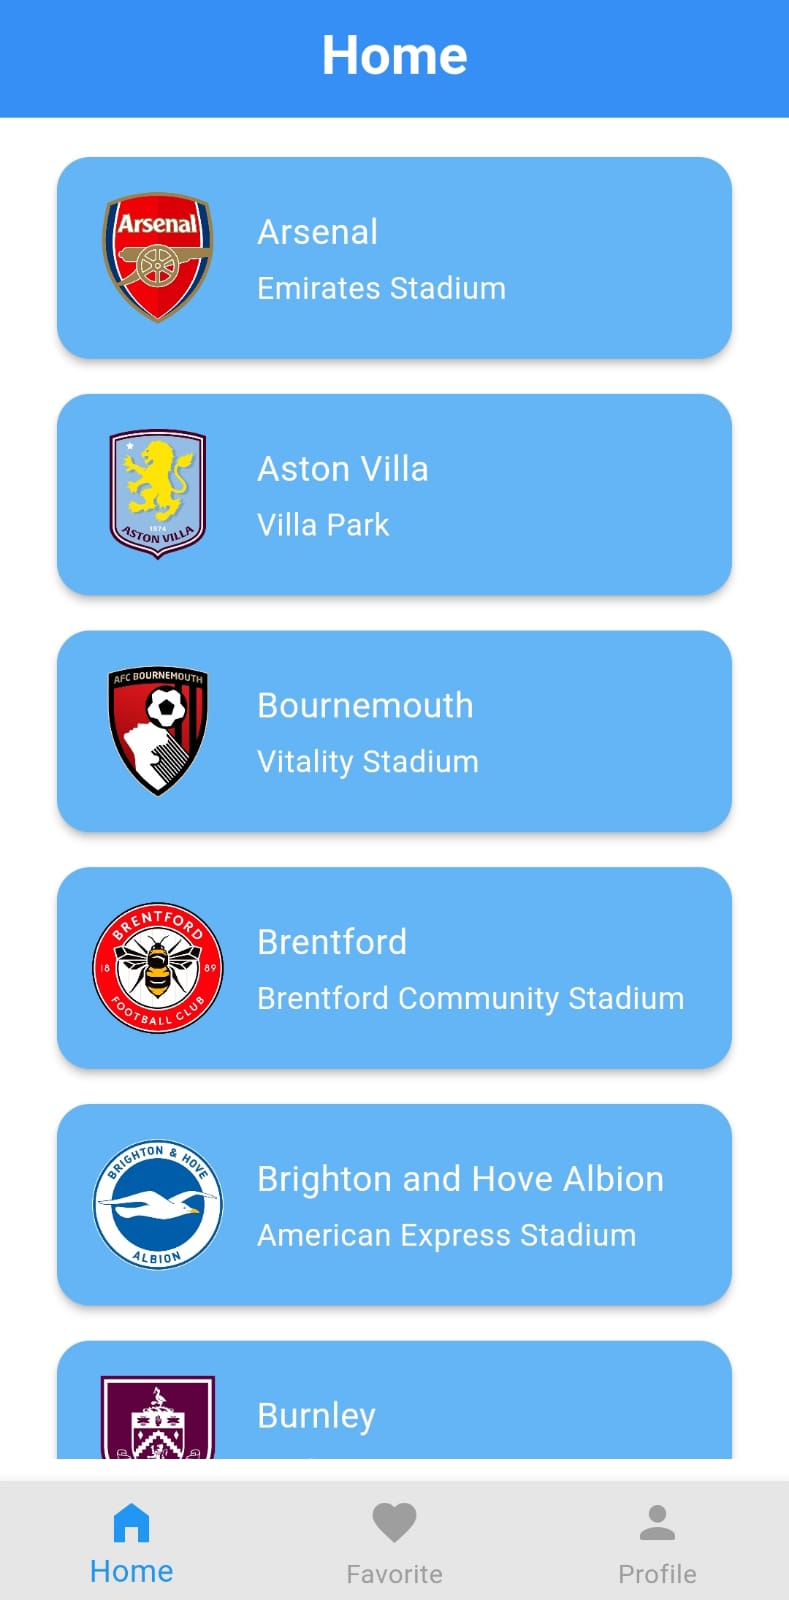 Home
Arsenal
Arsenal
Emirates Stadium
1874
ASTON VILLA
Aston Villa
Villa Park
AFC BOURNEMOUTH
Bournemouth
Vitality Stadium
BRENTFORD
18 89
FOOTBALL CLUB
Brentford
Brentford Community Stadium
BRIGHTON & HOVE
ALBION
Brighton and Hove Albion
American Express Stadium
Burnley
Home
Favorite
Profile